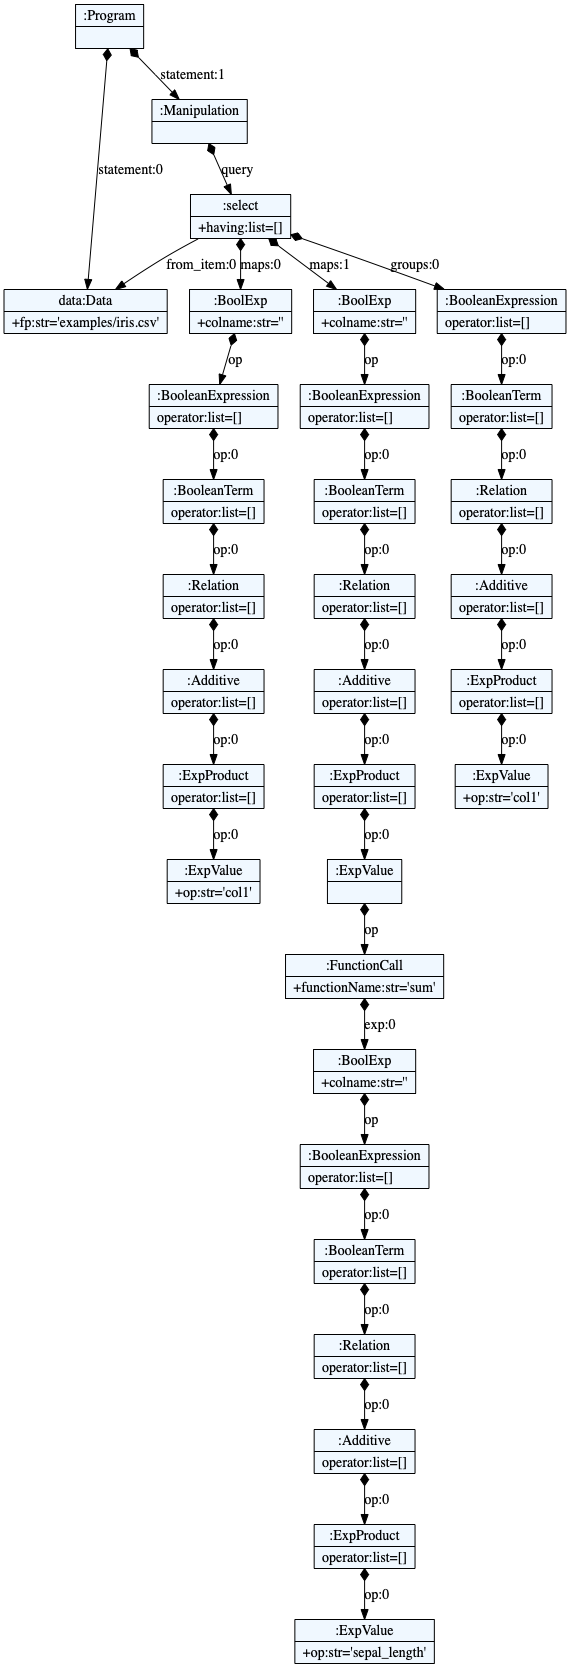 :Program
statement:1
:Manipulation
statement:0
query
:select
+having:list=[]
from_item:0
maps:0
maps:1
groups:0
data:Data
+fp:str='examples/iris.csv'
:BoolExp
+colname:str=''
:BoolExp
+colname:str=''
:BooleanExpression
operator:list=[]
op
op
op:0
:BooleanExpression
operator:list=[]
:BooleanExpression
operator:list=[]
:BooleanTerm
operator:list=[]
op:0
op:0
op:0
:BooleanTerm
operator:list=[]
:BooleanTerm
operator:list=[]
:Relation
operator:list=[]
op:0
op:0
op:0
:Relation
operator:list=[]
:Relation
operator:list=[]
:Additive
operator:list=[]
op:0
op:0
op:0
:Additive
operator:list=[]
:Additive
operator:list=[]
:ExpProduct
operator:list=[]
op:0
op:0
op:0
:ExpProduct
operator:list=[]
:ExpProduct
operator:list=[]
:ExpValue
+op:str='col1'
op:0
op:0
:ExpValue
+op:str='col1'
:ExpValue
op
:FunctionCall
+functionName:str='sum'
exp:0
:BoolExp
+colname:str=''
op
:BooleanExpression
operator:list=[]
op:0
:BooleanTerm
operator:list=[]
op:0
:Relation
operator:list=[]
op:0
:Additive
operator:list=[]
op:0
:ExpProduct
operator:list=[]
op:0
:ExpValue
+op:str='sepal_length'